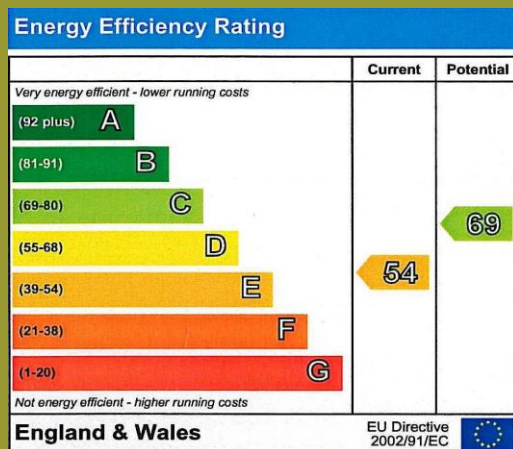 Energy Efficiency Rating
Current Potential
Very energy efficient - lower running costs
(92 plus) A
(81-91) B
(69-80) C
69
(55-68) D
(39-54) E
54
(21-38) F
(1-20) G
Not energy efficient - higher running costs
England & Wales
EU Directive
2002/91/EC